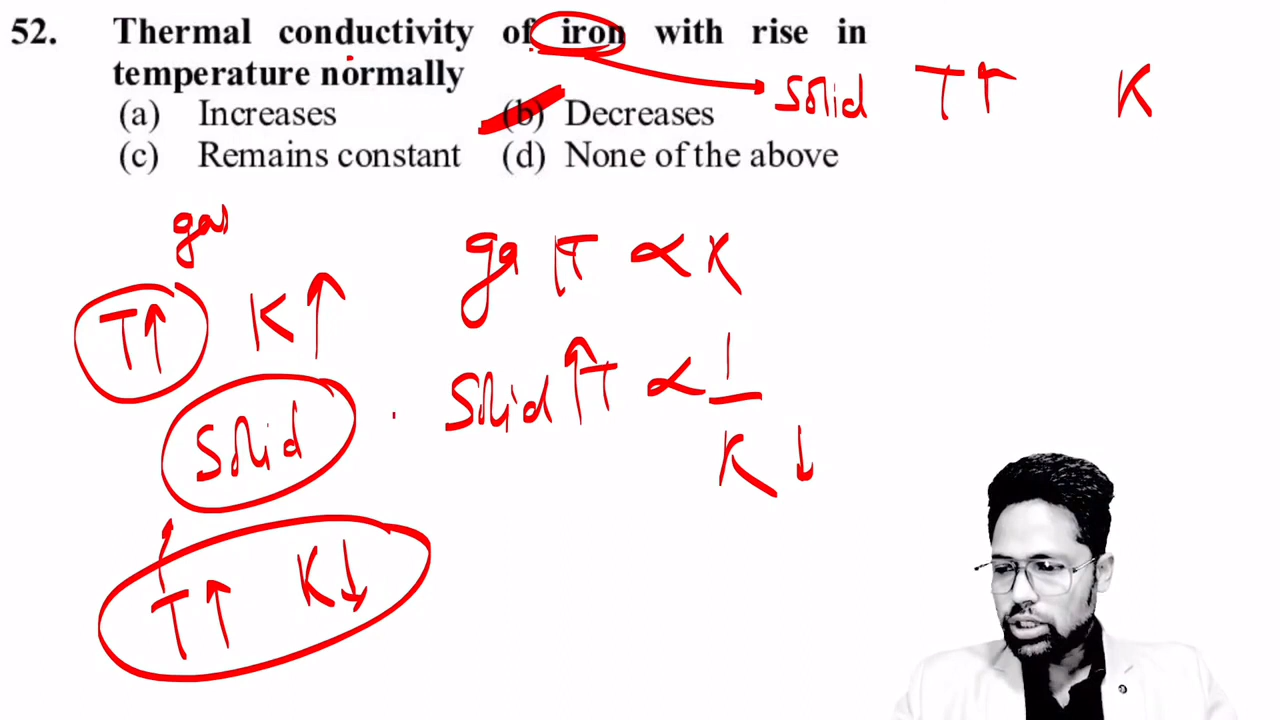 52. Thermal conductivity of iron with rise in
temperature normally
(a) Increases (b) Decreases
(c) Remains constant (d) None of the above
Solid T↑ K
gas
T↑ K↑
Solid
T↑ K↓
ga T ∝ K
Solid ↑T ∝ 1
K ↓